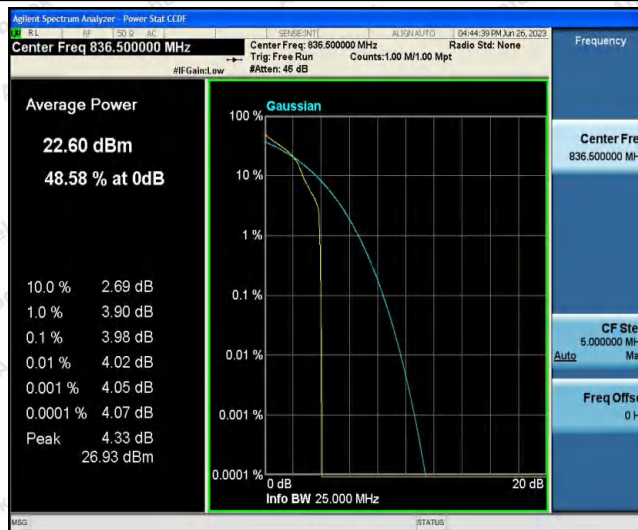 Agilent Spectrum Analyzer - Power Stat CCDF
RL RF 50 Ω AC SENSE:INT ALIGN AUTO 04:44:39 PM Jun 26, 2023
Center Freq 836.500000 MHz
Center Freq: 836.500000 MHz Radio Std: None
Trig: Free Run Counts:1.00 M/1.00 Mpt
#IFGain:Low #Atten: 46 dB
Frequency
Average Power
22.60 dBm
48.58 % at 0dB
10.0 % 2.69 dB
1.0 % 3.90 dB
0.1 % 3.98 dB
0.01 % 4.02 dB
0.001 % 4.05 dB
0.0001 % 4.07 dB
Peak 4.33 dB
26.93 dBm
Gaussian
100 %
10 %
1 %
0.1 %
0.01 %
0.001 %
0.0001 %
0 dB 20 dB
Info BW 25.000 MHz
Center Fre
836.500000 MH
CF Ste
5.000000 MH
Auto Ma
Freq Offse
0 H
MSG STATUS